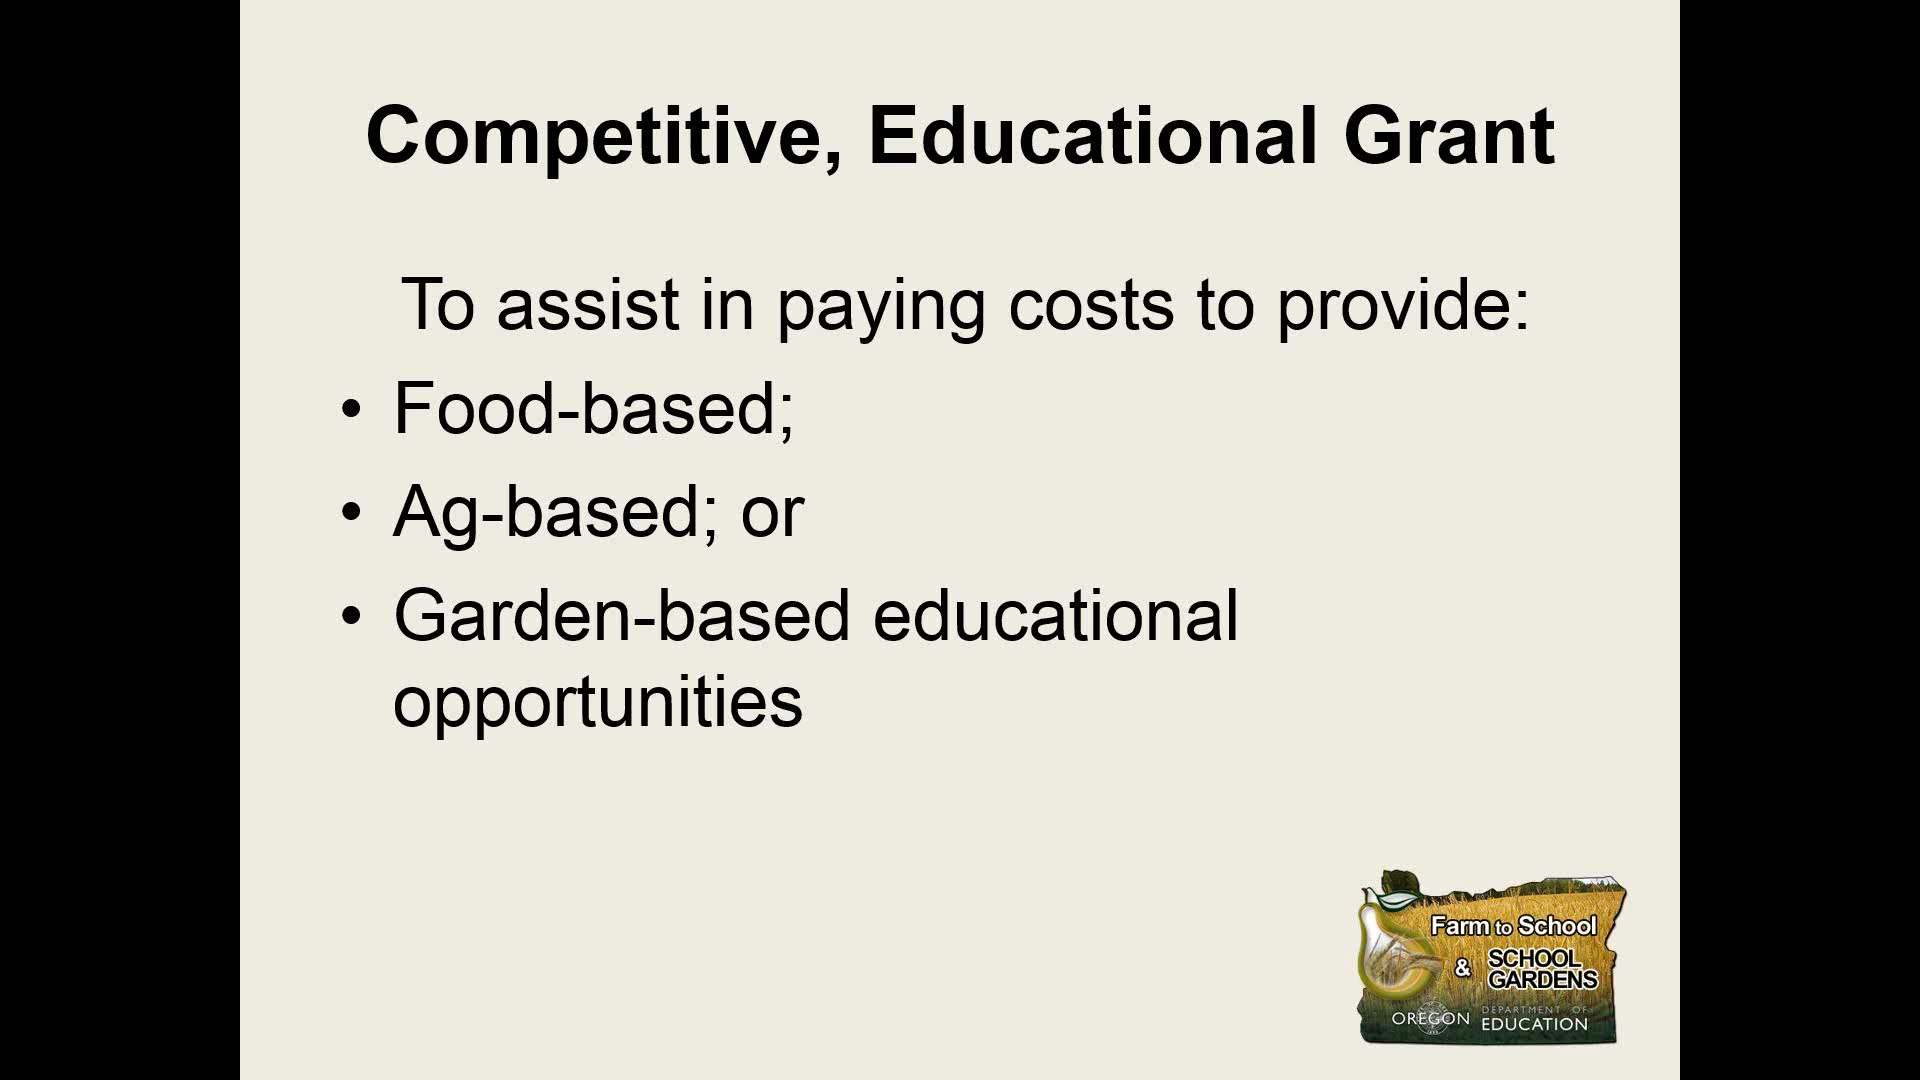 Competitive, Educational Grant
To assist in paying costs to provide:
• Food-based;
• Ag-based; or
• Garden-based educational
opportunities
Farm to School
& SCHOOL
GARDENS
OREGON DEPARTMENT OF
EDUCATION